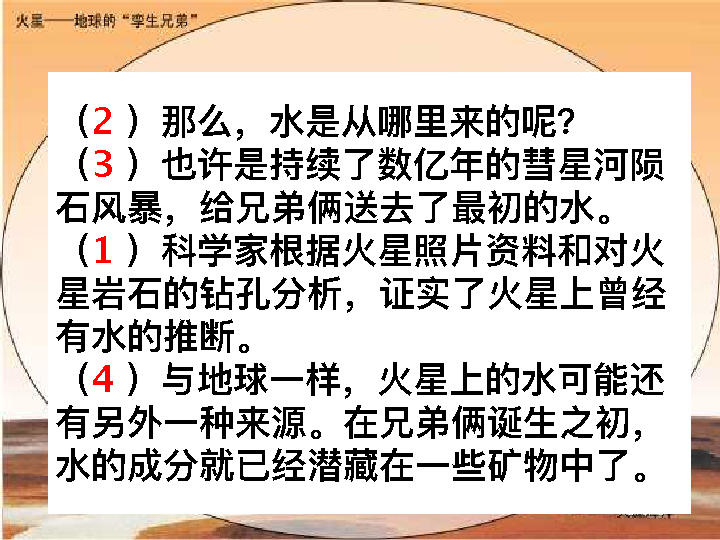 火星——地球的“孪生兄弟”
（2 ）那么，水是从哪里来的呢？
（3 ）也许是持续了数亿年的彗星河陨
石风暴，给兄弟俩送去了最初的水。
（1 ）科学家根据火星照片资料和对火
星岩石的钻孔分析，证实了火星上曾经
有水的推断。
（4 ）与地球一样，火星上的水可能还
有另外一种来源。在兄弟俩诞生之初，
水的成分就已经潜藏在一些矿物中了。